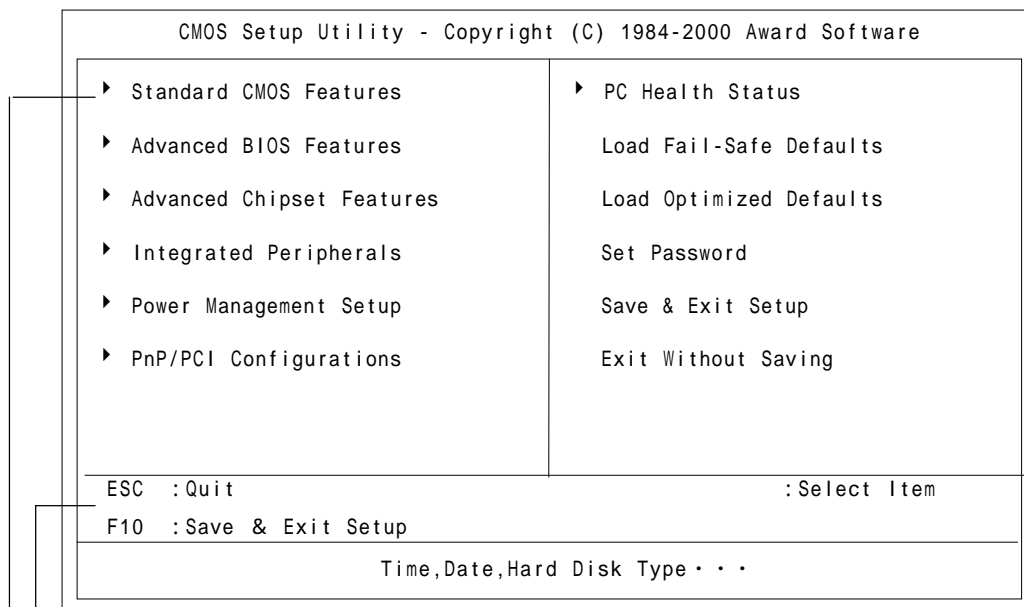 CMOS Setup Utility - Copyright (C) 1984-2000 Award Software
Standard CMOS Features
Advanced BIOS Features
Advanced Chipset Features
Integrated Peripherals
Power Management Setup
PnP/PCI Configurations
PC Health Status
Load Fail-Safe Defaults
Load Optimized Defaults
Set Password
Save & Exit Setup
Exit Without Saving
ESC :Quit :Select Item
F10 :Save & Exit Setup
Time,Date,Hard Disk Type・・・